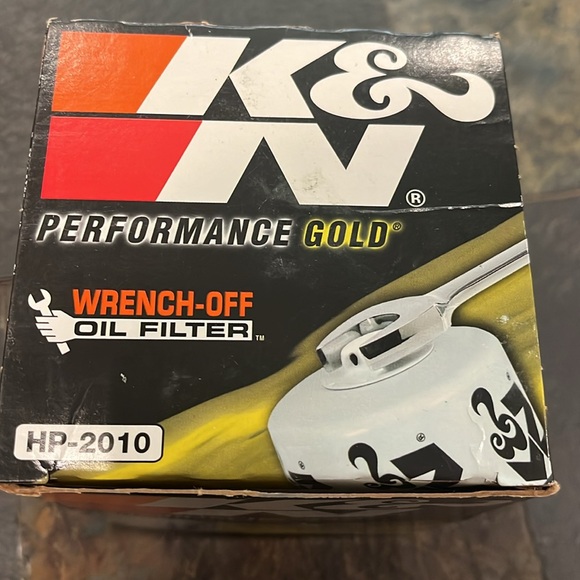 K&
N®
PERFORMANCE GOLD®
WRENCH-OFF
OIL FILTER™
HP-2010
K&N®